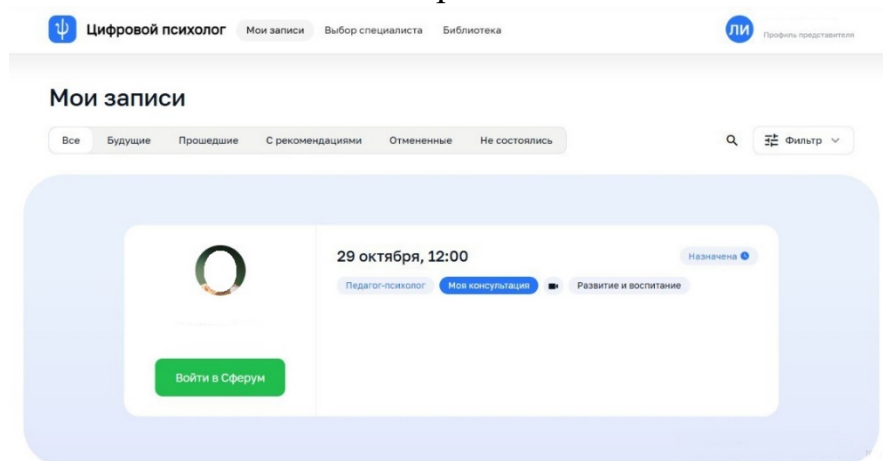 Цифровой психолог Мои записи Выбор специалиста Библиотека ЛИ Профиль представителя
Мои записи
Все Будущие Прошедшие С рекомендациями Отмененные Не состоялись Фильтр
29 октября, 12:00 Назначена
Педагог-психолог Моя консультация Развитие и воспитание
Войти в Сферум